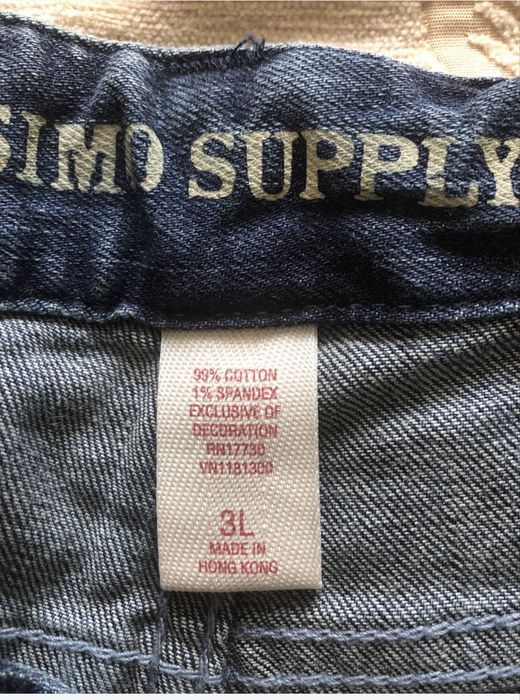 SIMO SUPPLY
99% COTTON
1% SPANDEX
EXCLUSIVE OF
DECORATION
RN17730
VN1181300
3L
MADE IN
HONG KONG